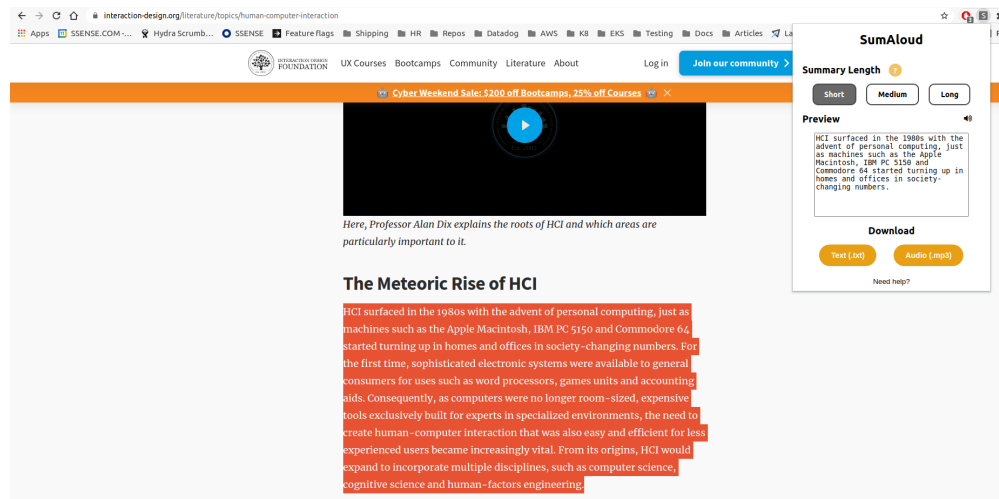 interaction-design.org/literature/topics/human-computer-interaction
Apps SSENSE.COM -... Hydra Scrumb... SSENSE Feature flags Shipping HR Repos Datadog AWS K8 EKS Testing Docs Articles La
INTERACTION DESIGN
FOUNDATION
UX Courses Bootcamps Community Literature About Log in Join our community
Cyber Weekend Sale: $200 off Bootcamps, 25% off Courses
Here, Professor Alan Dix explains the roots of HCI and which areas are
particularly important to it.
The Meteoric Rise of HCI
HCI surfaced in the 1980s with the advent of personal computing, just as
machines such as the Apple Macintosh, IBM PC 5150 and Commodore 64
started turning up in homes and offices in society-changing numbers. For
the first time, sophisticated electronic systems were available to general
consumers for uses such as word processors, games units and accounting
aids. Consequently, as computers were no longer room-sized, expensive
tools exclusively built for experts in specialized environments, the need to
create human-computer interaction that was also easy and efficient for less
experienced users became increasingly vital. From its origins, HCI would
expand to incorporate multiple disciplines, such as computer science,
cognitive science and human-factors engineering.
SumAloud
Summary Length ?
Short Medium Long
Preview
HCI surfaced in the 1980s with the
advent of personal computing, just
as machines such as the Apple
Macintosh, IBM PC 5150 and
Commodore 64 started turning up in
homes and offices in society-
changing numbers.
Download
Text (.txt) Audio (.mp3)
Need help?